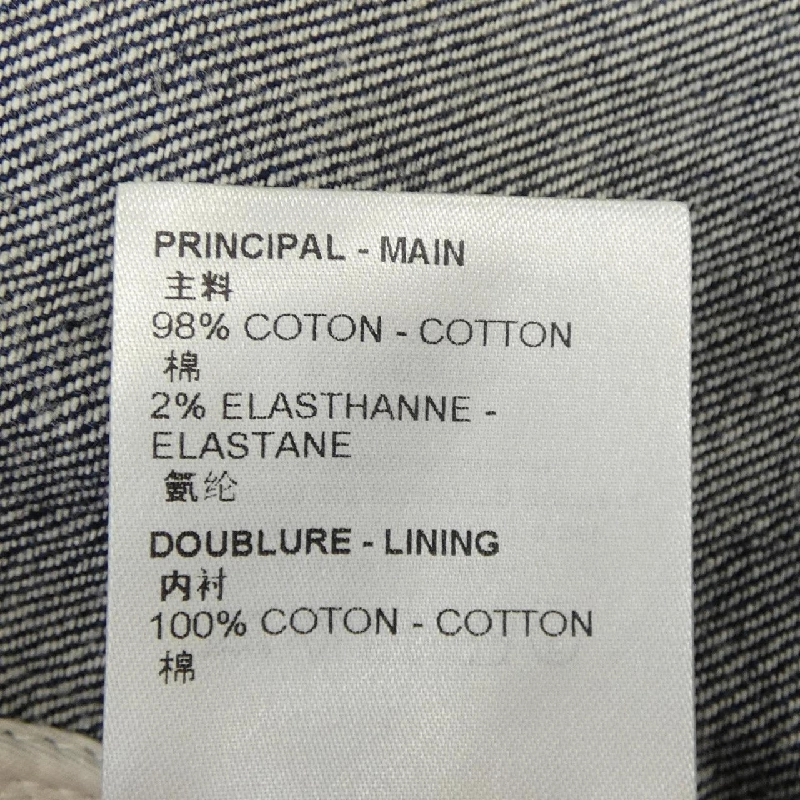 PRINCIPAL - MAIN
主料
98% COTON - COTTON
棉
2% ELASTHANNE -
ELASTANE
氨纶
DOUBLURE - LINING
内衬
100% COTON - COTTON
棉